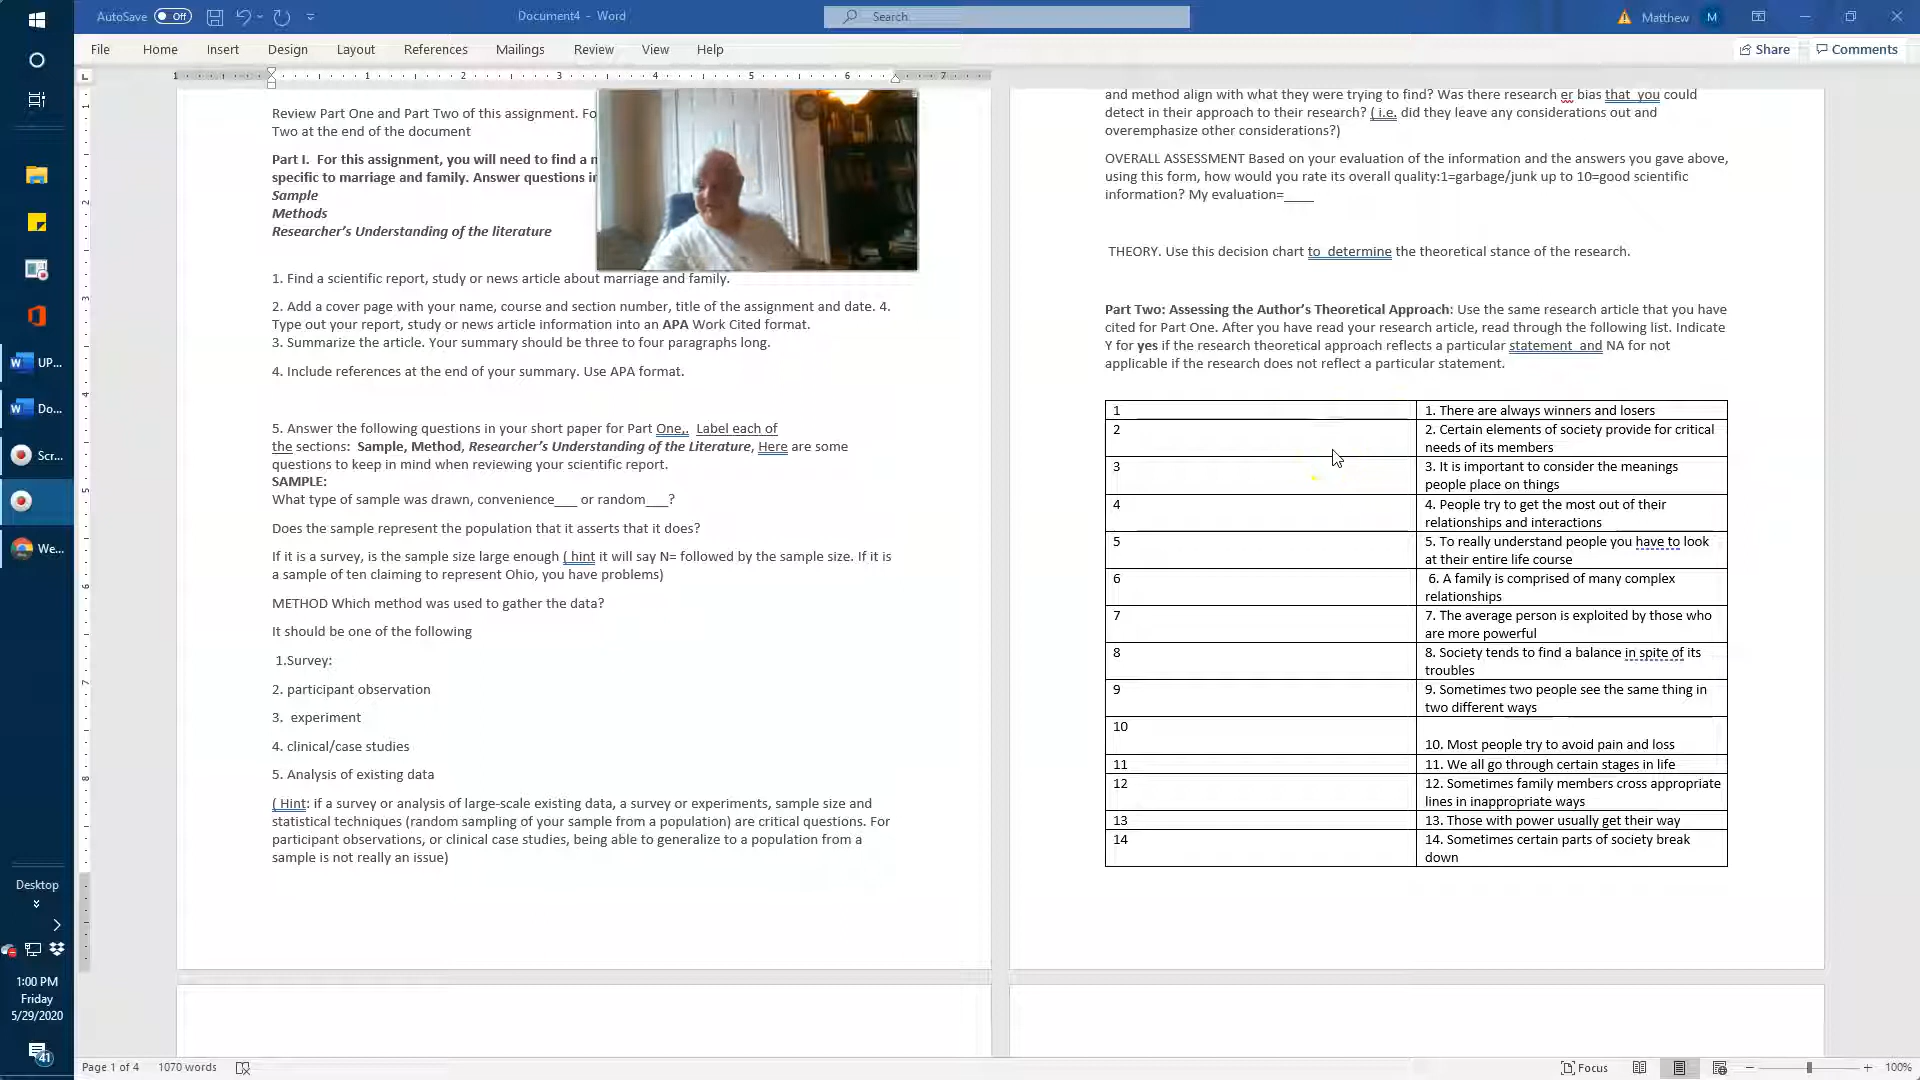 AutoSave Off
Document4 - Word
Search
Matthew M
File Home Insert Design Layout References Mailings Review View Help
Share Comments
1 1 2 3 4 5 6 7
Review Part One and Part Two of this assignment. Fo
Two at the end of the document
Part I. For this assignment, you will need to find a n
specific to marriage and family. Answer questions in
Sample
Methods
Researcher's Understanding of the literature
1. Find a scientific report, study or news article about marriage and family.
2. Add a cover page with your name, course and section number, title of the assignment and date. 4.
Type out your report, study or news article information into an APA Work Cited format.
3. Summarize the article. Your summary should be three to four paragraphs long.
4. Include references at the end of your summary. Use APA format.
5. Answer the following questions in your short paper for Part One,. Label each of
the sections: Sample, Method, Researcher's Understanding of the Literature, Here are some
questions to keep in mind when reviewing your scientific report.
SAMPLE:
What type of sample was drawn, convenience___ or random___?
Does the sample represent the population that it asserts that it does?
If it is a survey, is the sample size large enough ( hint it will say N= followed by the sample size. If it is
a sample of ten claiming to represent Ohio, you have problems)
METHOD Which method was used to gather the data?
It should be one of the following
1.Survey:
2. participant observation
3. experiment
4. clinical/case studies
5. Analysis of existing data
( Hint: if a survey or analysis of large-scale existing data, a survey or experiments, sample size and
statistical techniques (random sampling of your sample from a population) are critical questions. For
participant observations, or clinical case studies, being able to generalize to a population from a
sample is not really an issue)
and method align with what they were trying to find? Was there research er bias that you could
detect in their approach to their research? ( i.e. did they leave any considerations out and
overemphasize other considerations?)
OVERALL ASSESSMENT Based on your evaluation of the information and the answers you gave above,
using this form, how would you rate its overall quality:1=garbage/junk up to 10=good scientific
information? My evaluation=____
THEORY. Use this decision chart to determine the theoretical stance of the research.
Part Two: Assessing the Author's Theoretical Approach: Use the same research article that you have
cited for Part One. After you have read your research article, read through the following list. Indicate
Y for yes if the research theoretical approach reflects a particular statement and NA for not
applicable if the research does not reflect a particular statement.
1 1. There are always winners and losers
2 2. Certain elements of society provide for critical
needs of its members
3 3. It is important to consider the meanings
people place on things
4 4. People try to get the most out of their
relationships and interactions
5 5. To really understand people you have to look
at their entire life course
6 6. A family is comprised of many complex
relationships
7 7. The average person is exploited by those who
are more powerful
8 8. Society tends to find a balance in spite of its
troubles
9 9. Sometimes two people see the same thing in
two different ways
10
10. Most people try to avoid pain and loss
11 11. We all go through certain stages in life
12 12. Sometimes family members cross appropriate
lines in inappropriate ways
13 13. Those with power usually get their way
14 14. Sometimes certain parts of society break
down
UP...
Do...
Scr...
We...
Desktop
1:00 PM
Friday
5/29/2020
41
Page 1 of 4 1070 words
Focus
100%